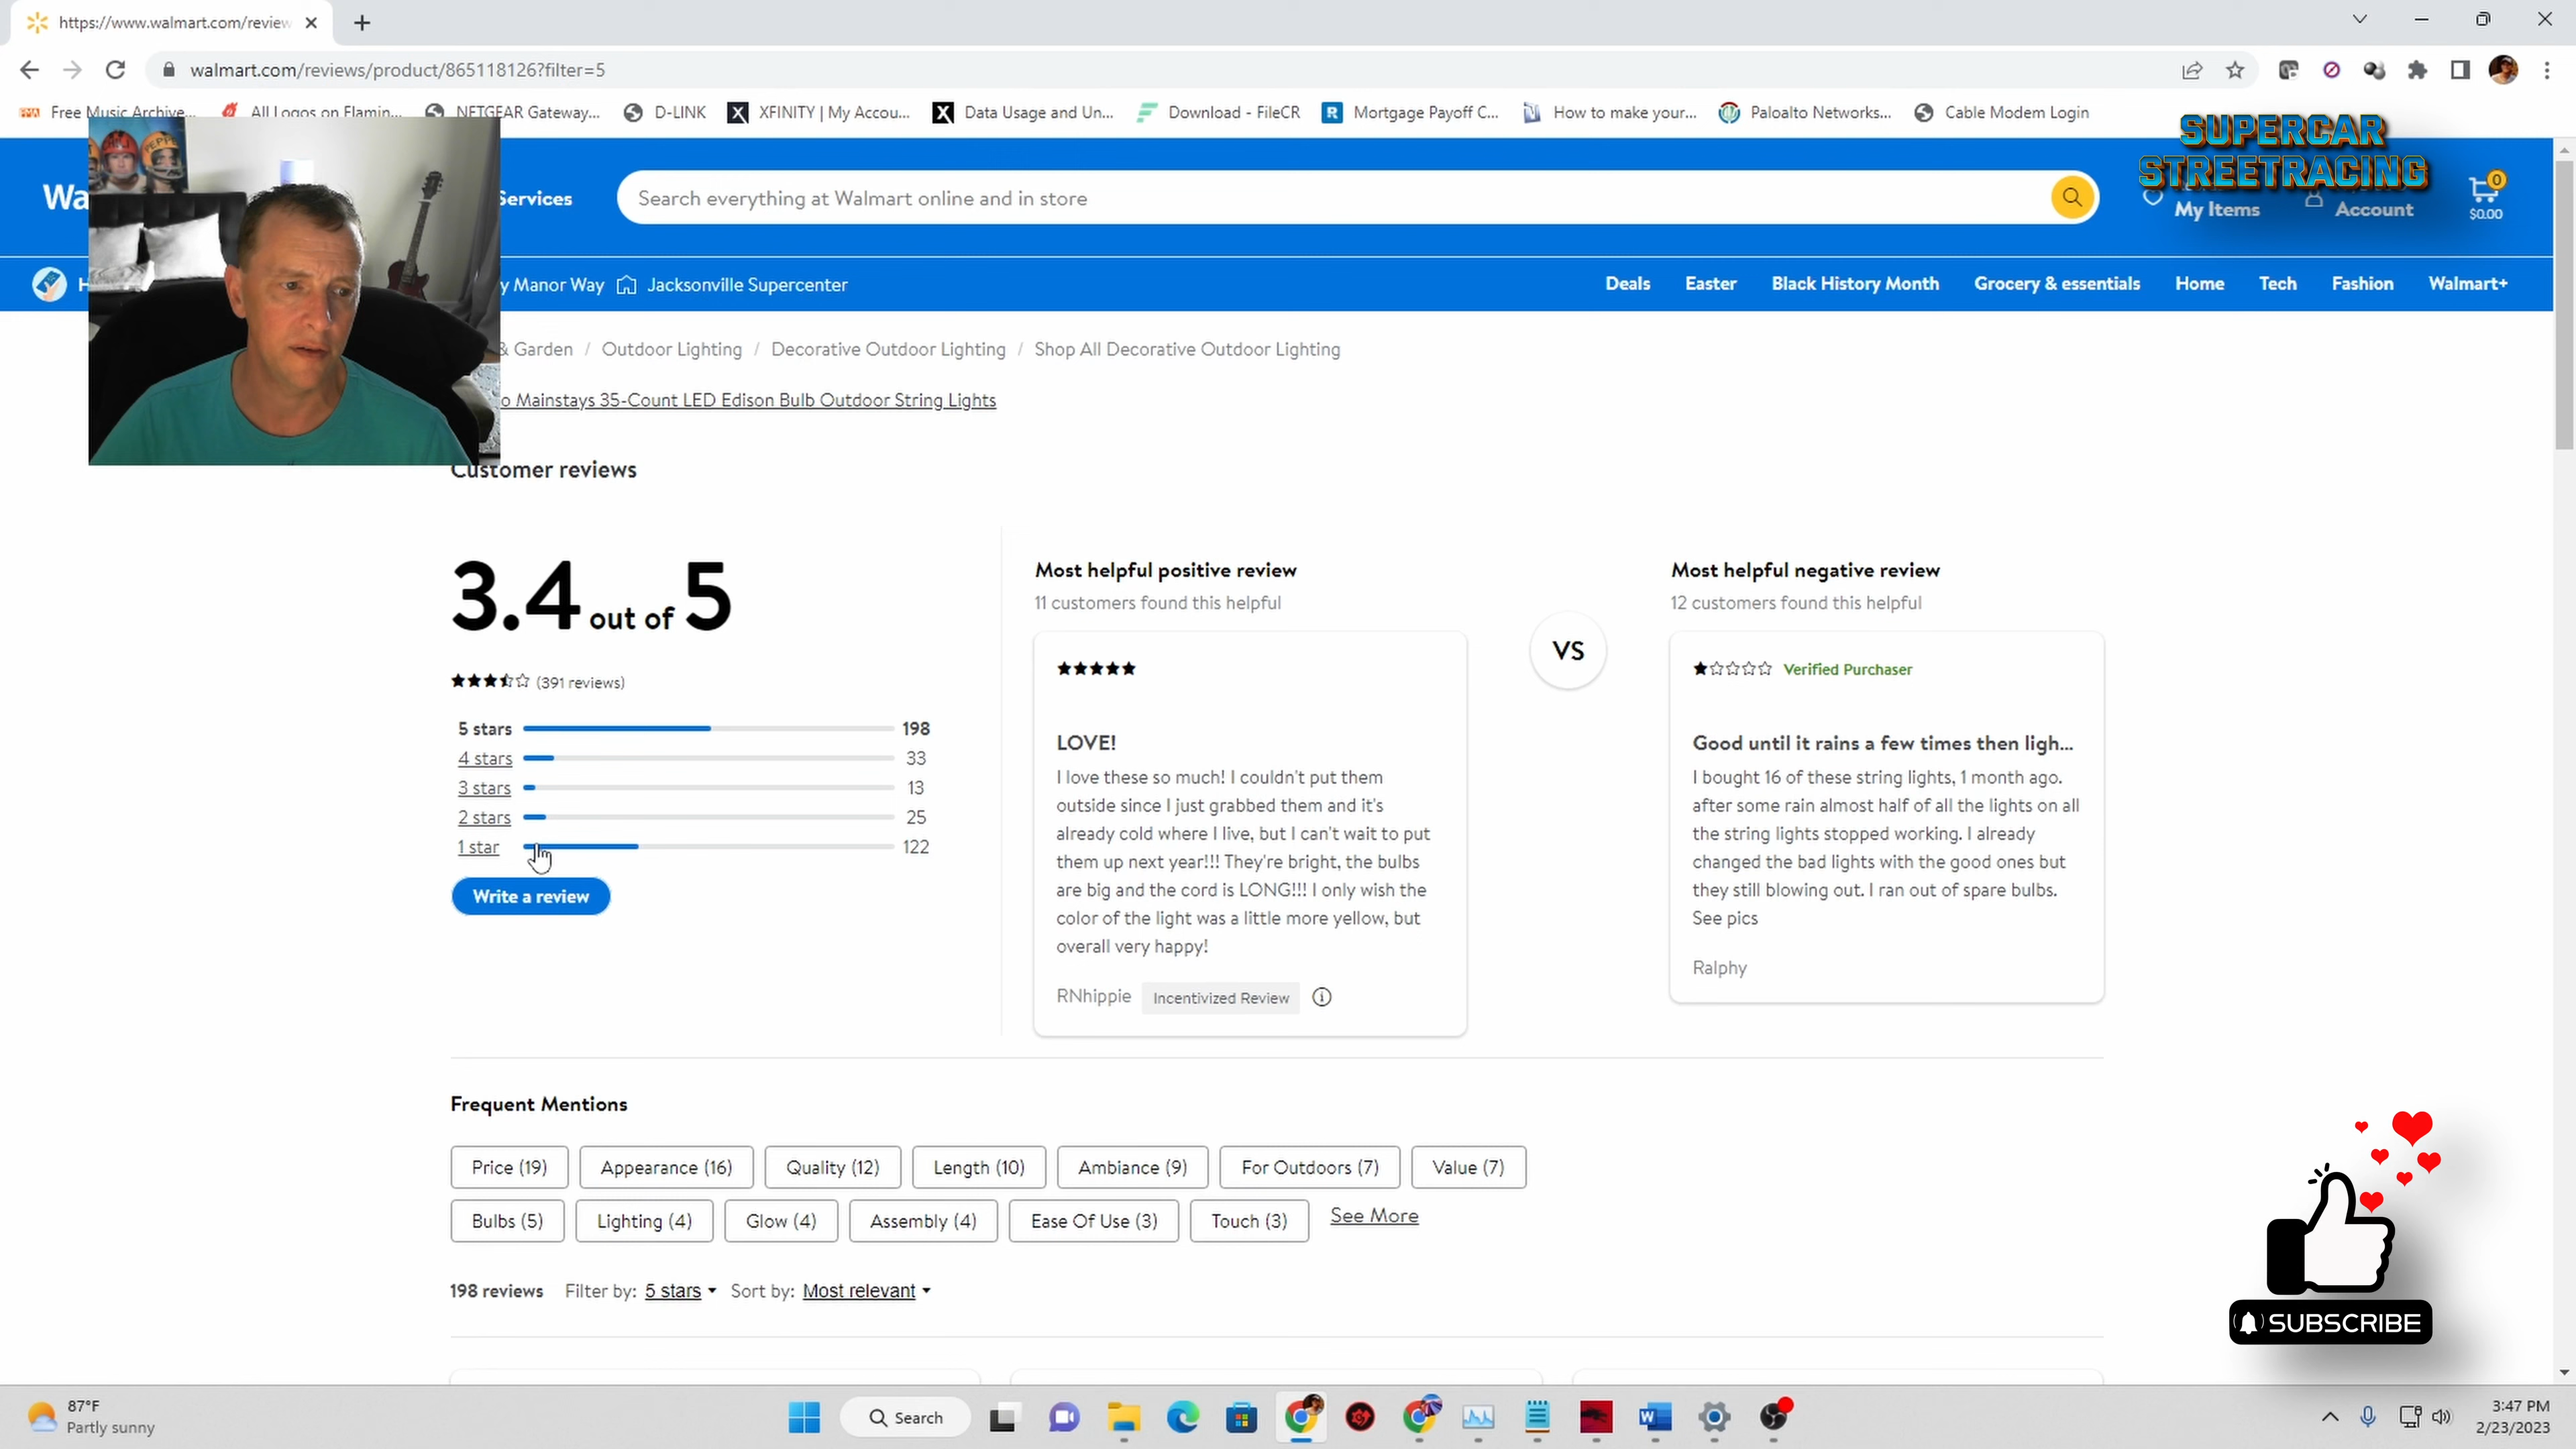 https://www.walmart.com/review
walmart.com/reviews/product/865118126?filter=5
Free Music Archive...
All Logos on Flamin...
NETGEAR Gateway...
D-LINK
XFINITY | My Accou...
Data Usage and Un...
Download - FileCR
Mortgage Payoff C...
How to make your...
Paloalto Networks...
Cable Modem Login
SUPERCAR
STREETRACING
Wa
Services
Search everything at Walmart online and in store
My Items
Account
0
$0.00
H
y Manor Way
Jacksonville Supercenter
Deals
Easter
Black History Month
Grocery & essentials
Home
Tech
Fashion
Walmart+
& Garden / Outdoor Lighting / Decorative Outdoor Lighting / Shop All Decorative Outdoor Lighting
o Mainstays 35-Count LED Edison Bulb Outdoor String Lights
Customer reviews
3.4 out of 5
(391 reviews)
5 stars 198
4 stars 33
3 stars 13
2 stars 25
1 star 122
Write a review
Most helpful positive review
11 customers found this helpful
LOVE!
I love these so much! I couldn't put them
outside since I just grabbed them and it's
already cold where I live, but I can't wait to put
them up next year!!! They're bright, the bulbs
are big and the cord is LONG!!! I only wish the
color of the light was a little more yellow, but
overall very happy!
RNhippie
Incentivized Review
VS
Most helpful negative review
12 customers found this helpful
Verified Purchaser
Good until it rains a few times then ligh...
I bought 16 of these string lights, 1 month ago.
after some rain almost half of all the lights on all
the string lights stopped working. I already
changed the bad lights with the good ones but
they still blowing out. I ran out of spare bulbs.
See pics
Ralphy
Frequent Mentions
Price (19)
Appearance (16)
Quality (12)
Length (10)
Ambiance (9)
For Outdoors (7)
Value (7)
Bulbs (5)
Lighting (4)
Glow (4)
Assembly (4)
Ease Of Use (3)
Touch (3)
See More
198 reviews Filter by: 5 stars Sort by: Most relevant
SUBSCRIBE
87°F
Partly sunny
Search
3:47 PM
2/23/2023